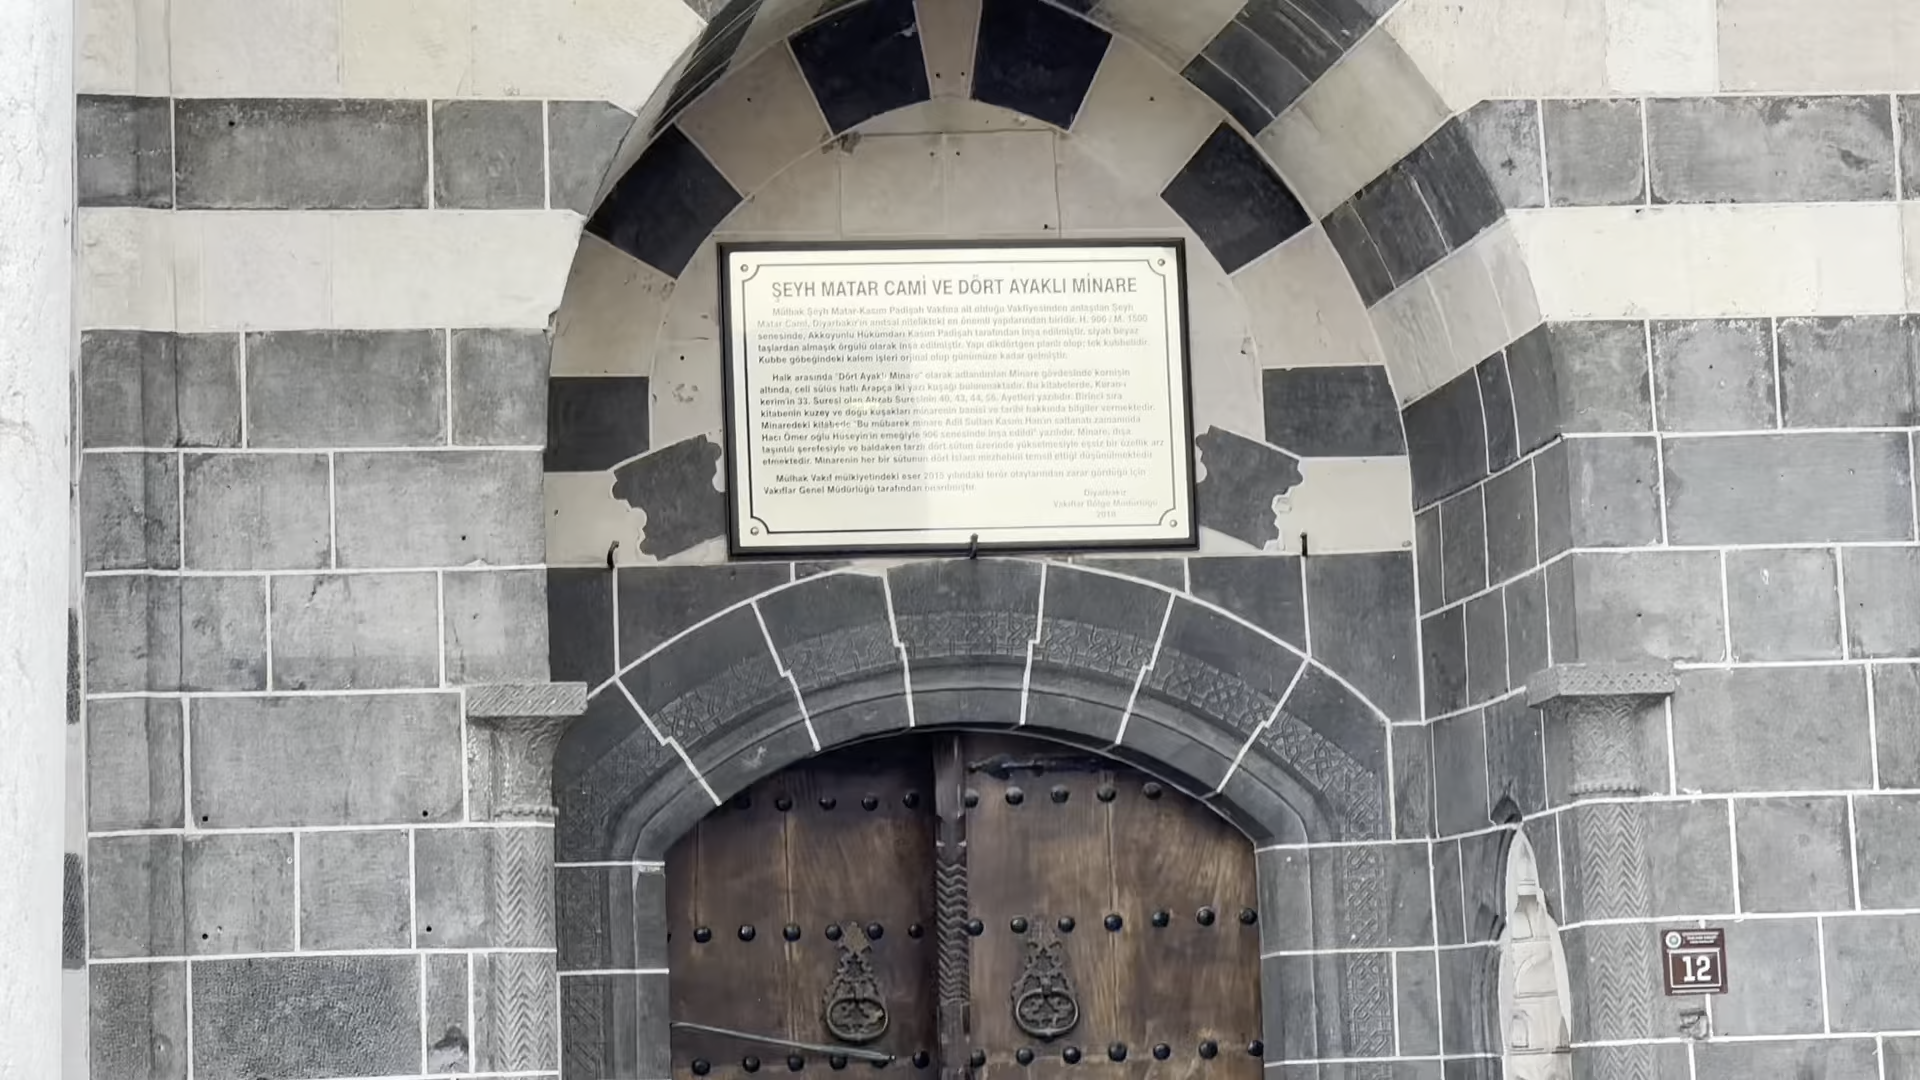 ŞEYH MATAR CAMİ VE DÖRT AYAKLI MİNARE
Mülhak Şeyh Matar-Kasım Padişah Vakfına ait olduğu Vakfiyesinden anlaşılan Şeyh
Matar Cami, Diyarbakır'ın anıtsal nitelikteki en önemli yapılarından biridir. H. 906 / M. 1500
senesinde, Akkoyunlu Hükümdarı Kasım Padişah tarafından inşa edilmiştir. siyah beyaz
taşlardan almaşık örgülü olarak inşa edilmiştir. Yapı dikdörtgen planlı olup; tek kubbelidir.
Kubbe göbeğindeki kalem işleri orjinal olup günümüze kadar gelmiştir.
Halk arasında "Dört Ayaklı Minare" olarak adlandırılan Minare gövdesinde kornişin
altında, celi sülüs hatlı Arapça iki yazı kuşağı bulunmaktadır. Bu kitabelerde, Kuran-ı
kerim'in 33. Suresi olan Ahzab Suresinin 40, 43, 44, 56. Ayetleri yazılıdır. Birinci sıra
kitabenin kuzey ve doğu kuşakları minarenin banisi ve tarihi hakkında bilgiler vermektedir.
Minaredeki kitabede "Bu mübarek minare Adil Sultan Kasım Han'ın saltanatı zamanında
Hacı Ömer oğlu Hüseyin'in emeğiyle 906 senesinde inşa edildi" yazılıdır. Minare, dışa
taşıntılı şerefesiyle ve baldaken tarzlı dört sütun üzerinde yükselmesiyle eşsiz bir özellik arz
etmektedir. Minarenin her bir sütunun dört İslam mezhebini temsil ettiği düşünülmektedir
Mülhak Vakıf mülkiyetindeki eser 2015 yılındaki terör olaylarından zarar gördüğü için
Vakıflar Genel Müdürlüğü tarafından onarılmıştır.
Diyarbakır
Vakıflar Bölge Müdürlüğü
2018
12